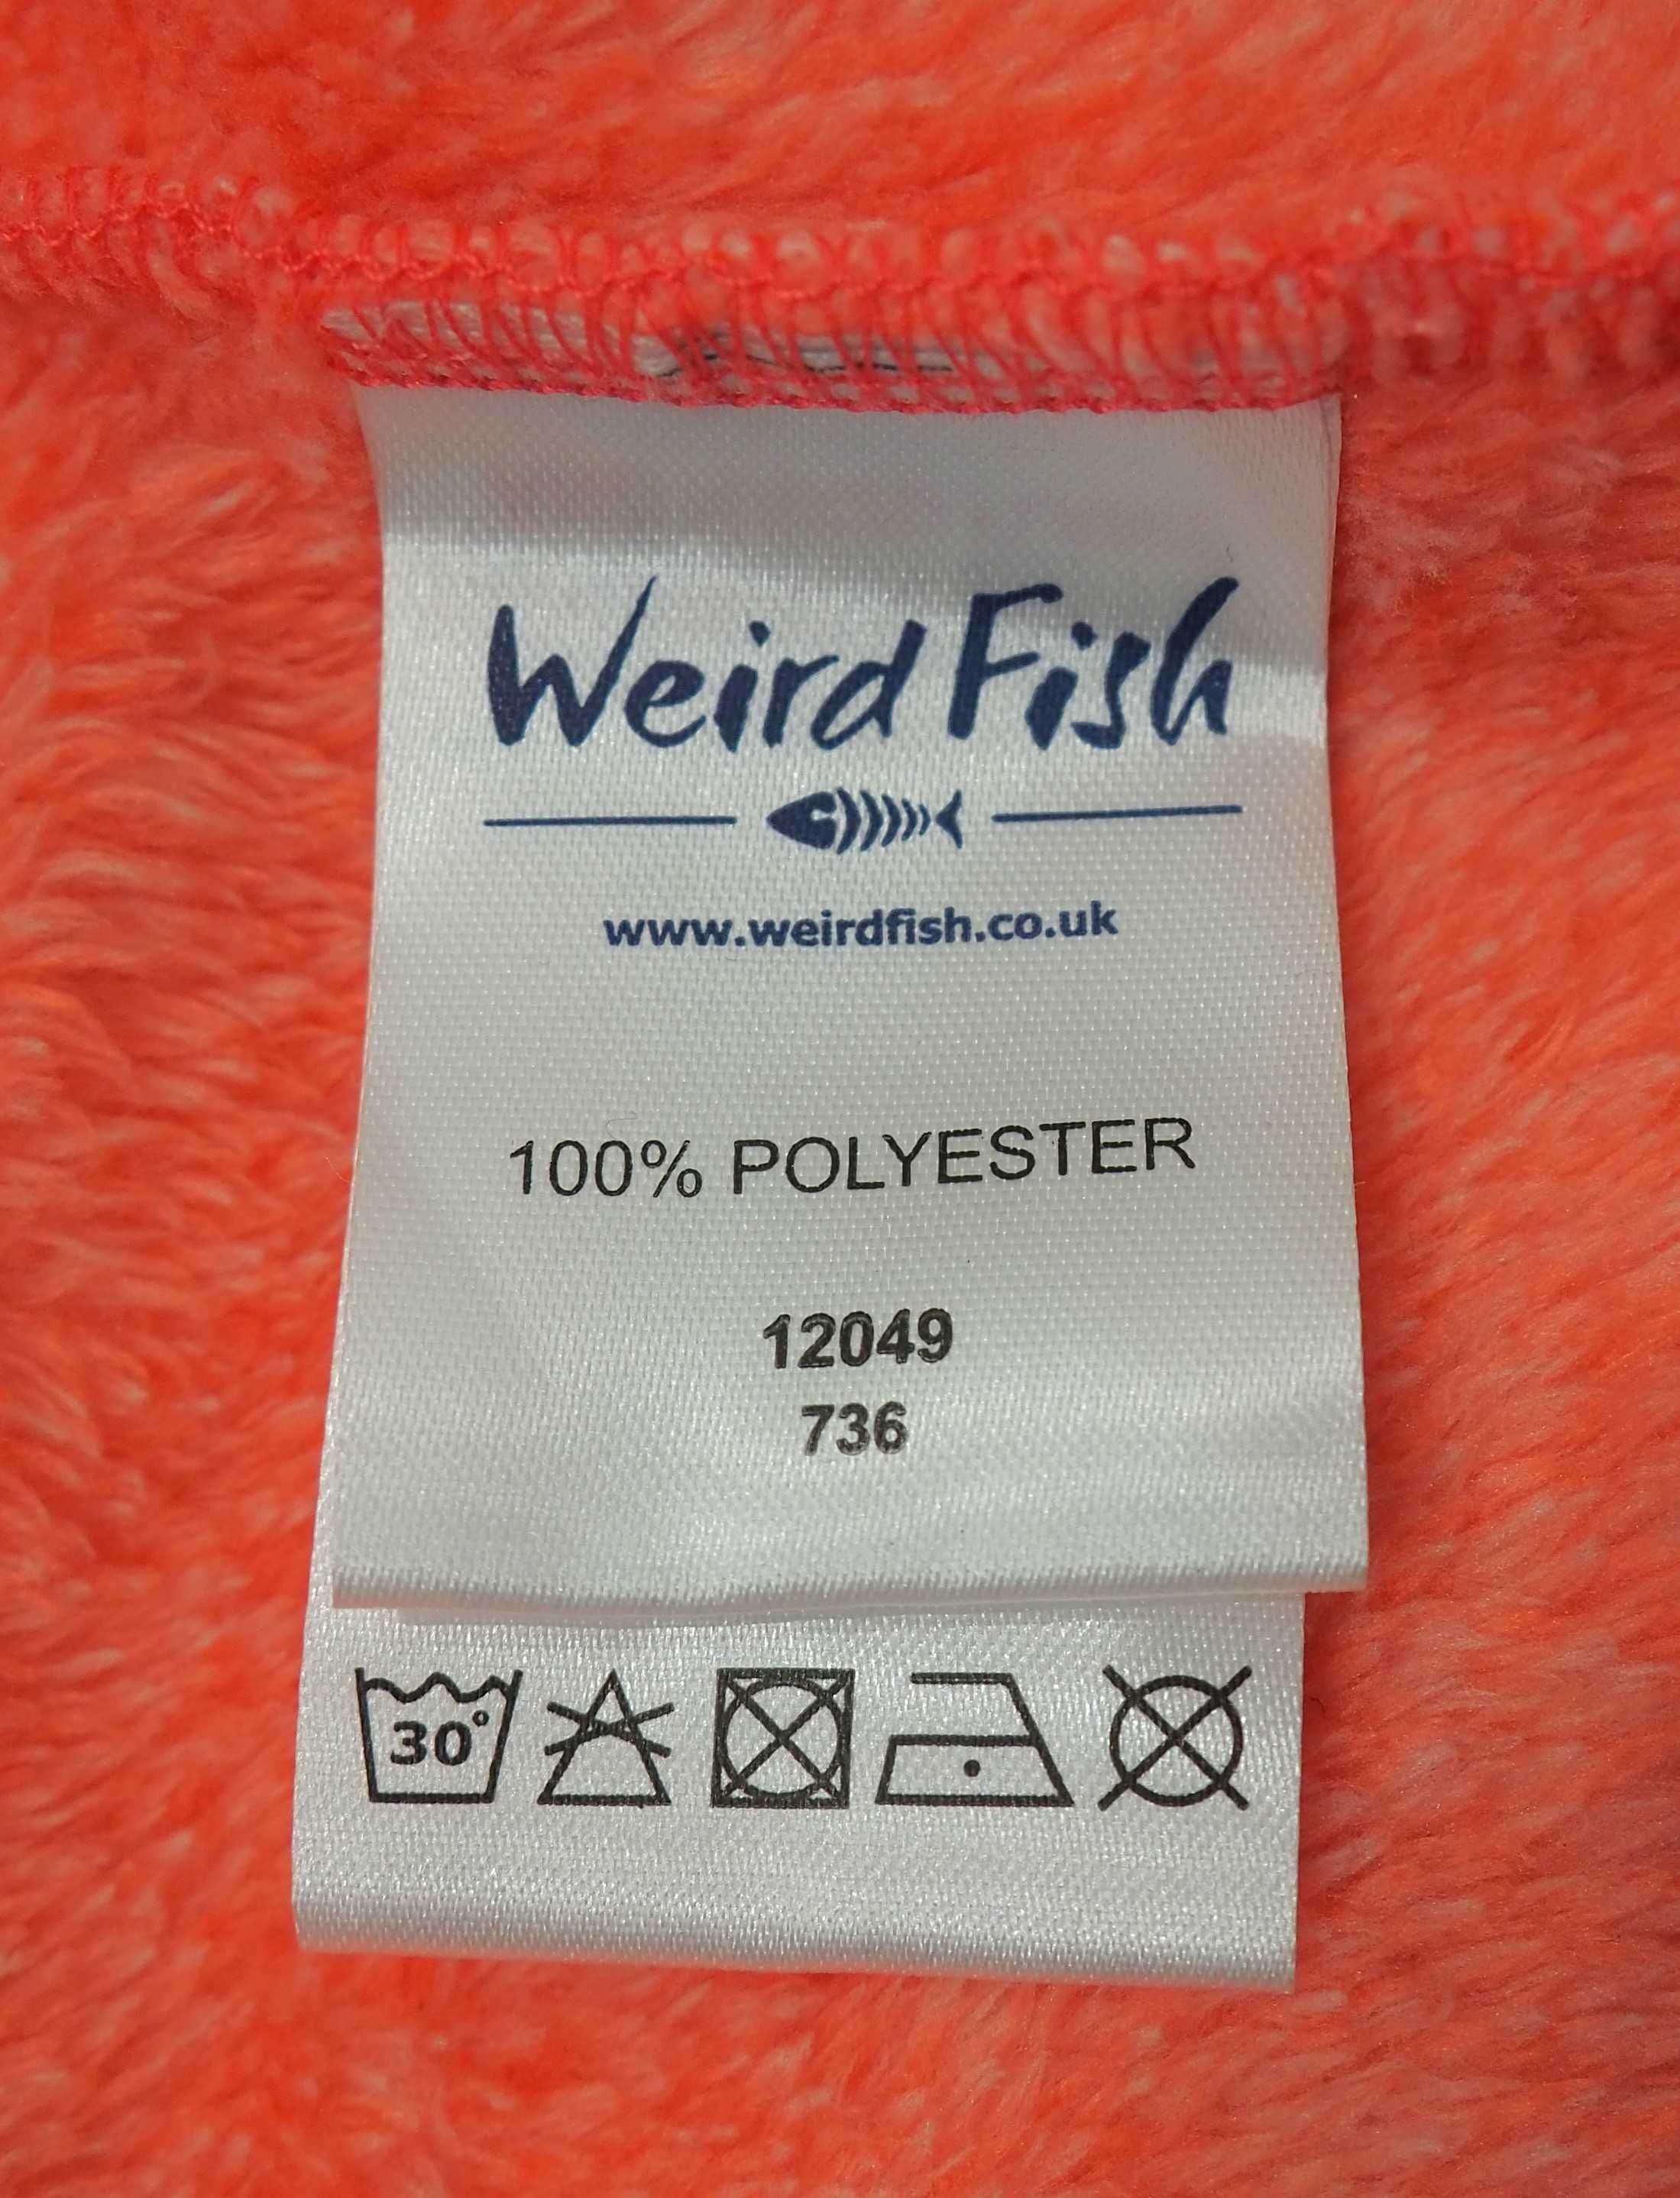 Weird Fish
www.weirdfish.co.uk
100% POLYESTER
12049
736
30°